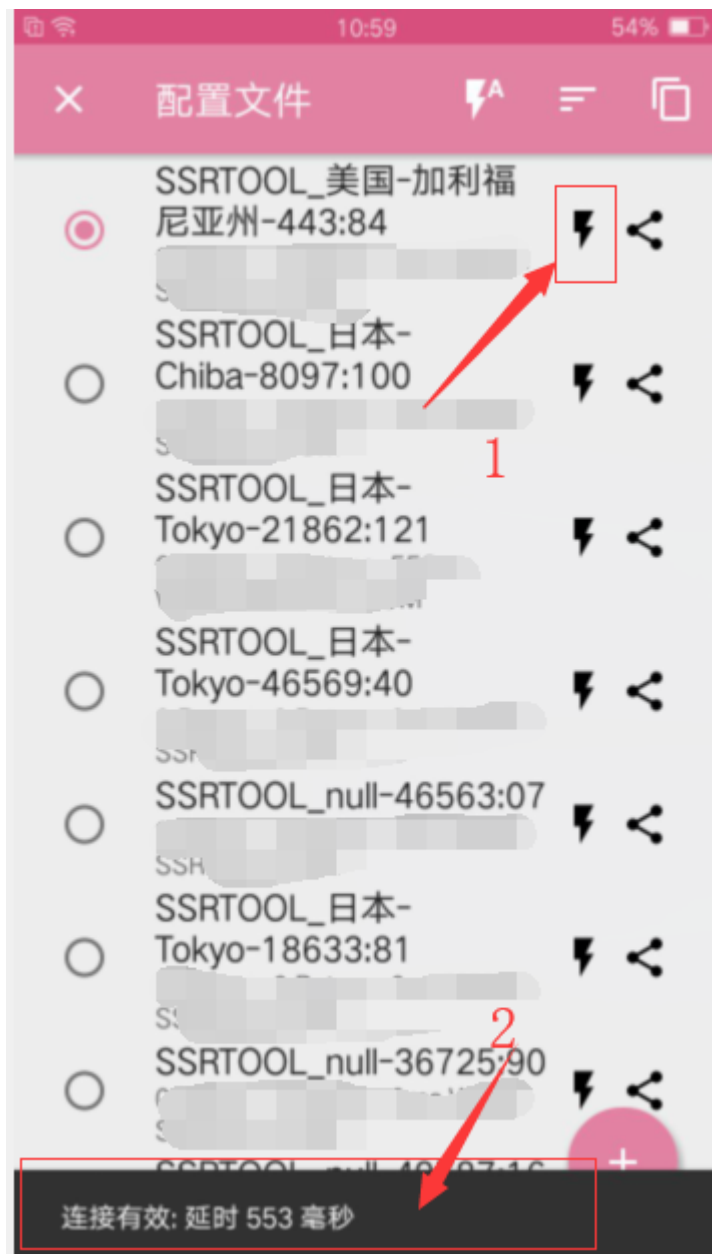 10:59
54%
配置文件
A
SSRTOOL_美国-加利福
尼亚州-443:84
SSRTOOL_日本-
Chiba-8097:100
1
SSRTOOL_日本-
Tokyo-21862:121
SSRTOOL_日本-
Tokyo-46569:40
SSR
SSRTOOL_null-46563:07
SSR
SSRTOOL_日本-
Tokyo-18633:81
2
SSRTOOL_null-36725:90
连接有效: 延时 553 毫秒